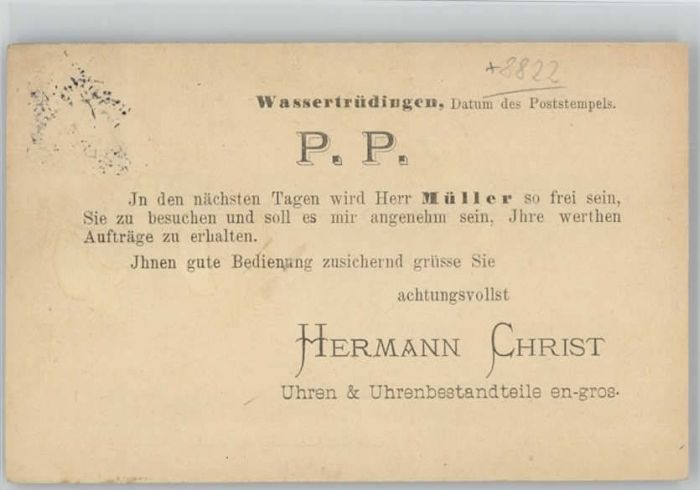 +8822
Wassertrüdingen, Datum des Poststempels.
P. P.
Jn den nächsten Tagen wird Herr Müller so frei sein,
Sie zu besuchen und soll es mir angenehm sein, Jhre werthen
Aufträge zu erhalten.
Jhnen gute Bedienung zusichernd grüsse Sie
achtungsvollst
HERMANN CHRIST
Uhren & Uhrenbestandteile en-gros.